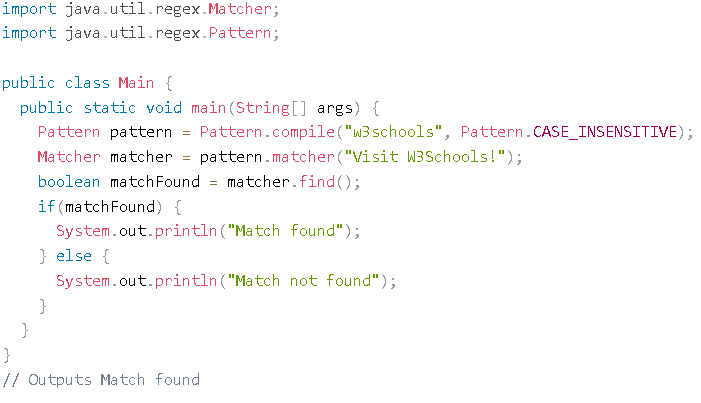 import java.util.regex.Matcher;
import java.util.regex.Pattern;

public class Main {
  public static void main(String[] args) {
    Pattern pattern = Pattern.compile("w3schools", Pattern.CASE_INSENSITIVE);
    Matcher matcher = pattern.matcher("Visit W3Schools!");
    boolean matchFound = matcher.find();
    if(matchFound) {
      System.out.println("Match found");
    } else {
      System.out.println("Match not found");
    }
  }
}
// Outputs Match found